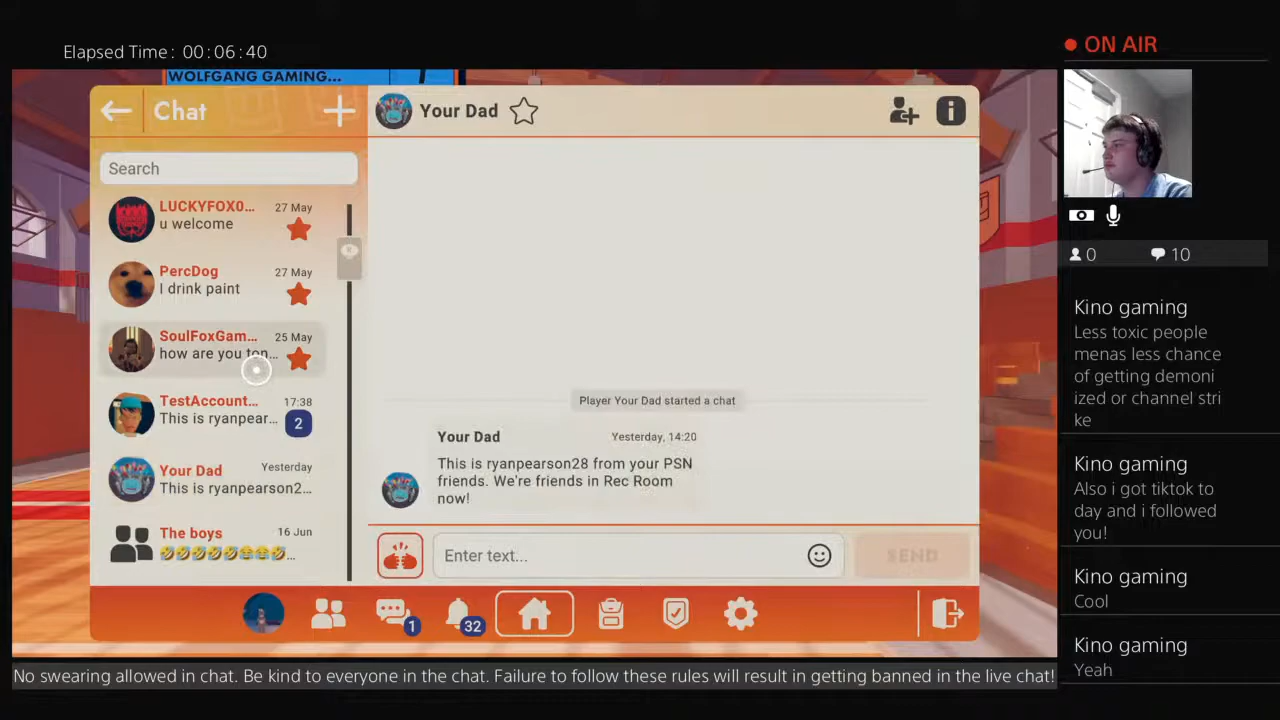 Elapsed Time: 00:06:40
ON AIR
WOLFGANG GAMING...
Chat
Your Dad
Search
LUCKYFOX0...
27 May
u welcome
PercDog
27 May
I drink paint
SoulFoxGam...
25 May
how are you ton...
TestAccount...
17:38
This is ryanpear...
2
Your Dad
Yesterday
This is ryanpearson2...
The boys
16 Jun
🤣🤣🤣🤣🤣😂😂🤣...
Player Your Dad started a chat
Your Dad
Yesterday, 14:20
This is ryanpearson28 from your PSN
friends. We're friends in Rec Room
now!
Enter text...
SEND
1
32
0
10
Kino gaming
Less toxic people
menas less chance
of getting demoni
ized or channel stri
ke
Kino gaming
Also i got tiktok to
day and i followed
you!
Kino gaming
Cool
Kino gaming
Yeah
No swearing allowed in chat. Be kind to everyone in the chat. Failure to follow these rules will result in getting banned in the live chat!